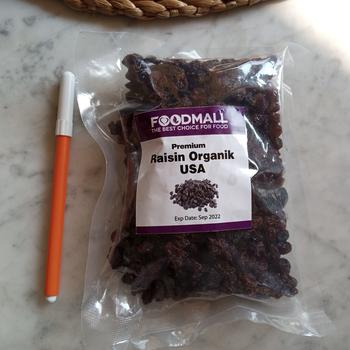 FOODMALL
THE BEST CHOICE FOR FOOD
Premium
Raisin Organik
USA
Exp Date: Sep 2022